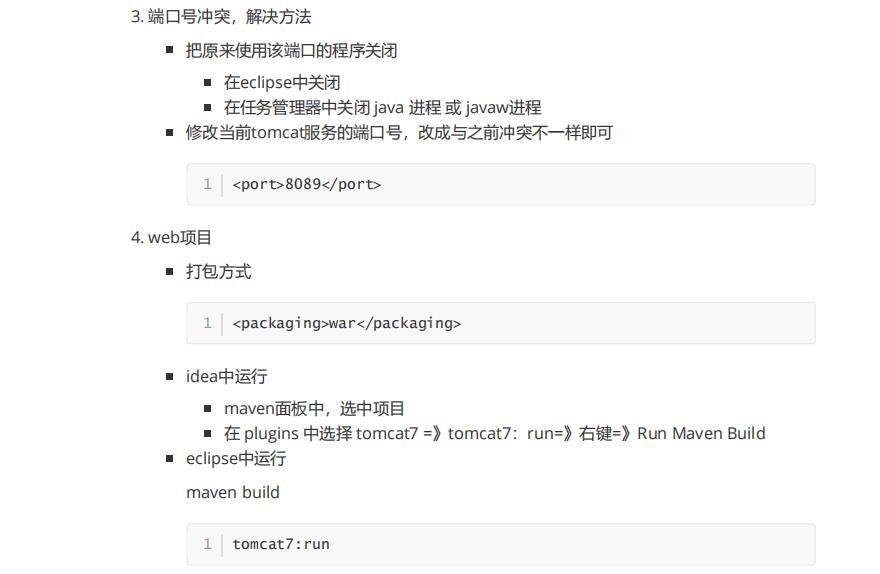 3. 端口号冲突，解决方法
把原来使用该端口的程序关闭
在eclipse中关闭
在任务管理器中关闭 java 进程 或 javaw进程
修改当前tomcat服务的端口号，改成与之前冲突不一样即可
1 <port>8089</port>
4. web项目
打包方式
1 <packaging>war</packaging>
idea中运行
maven面板中，选中项目
在 plugins 中选择 tomcat7 =》tomcat7：run=》右键=》Run Maven Build
eclipse中运行
maven build
1 tomcat7:run